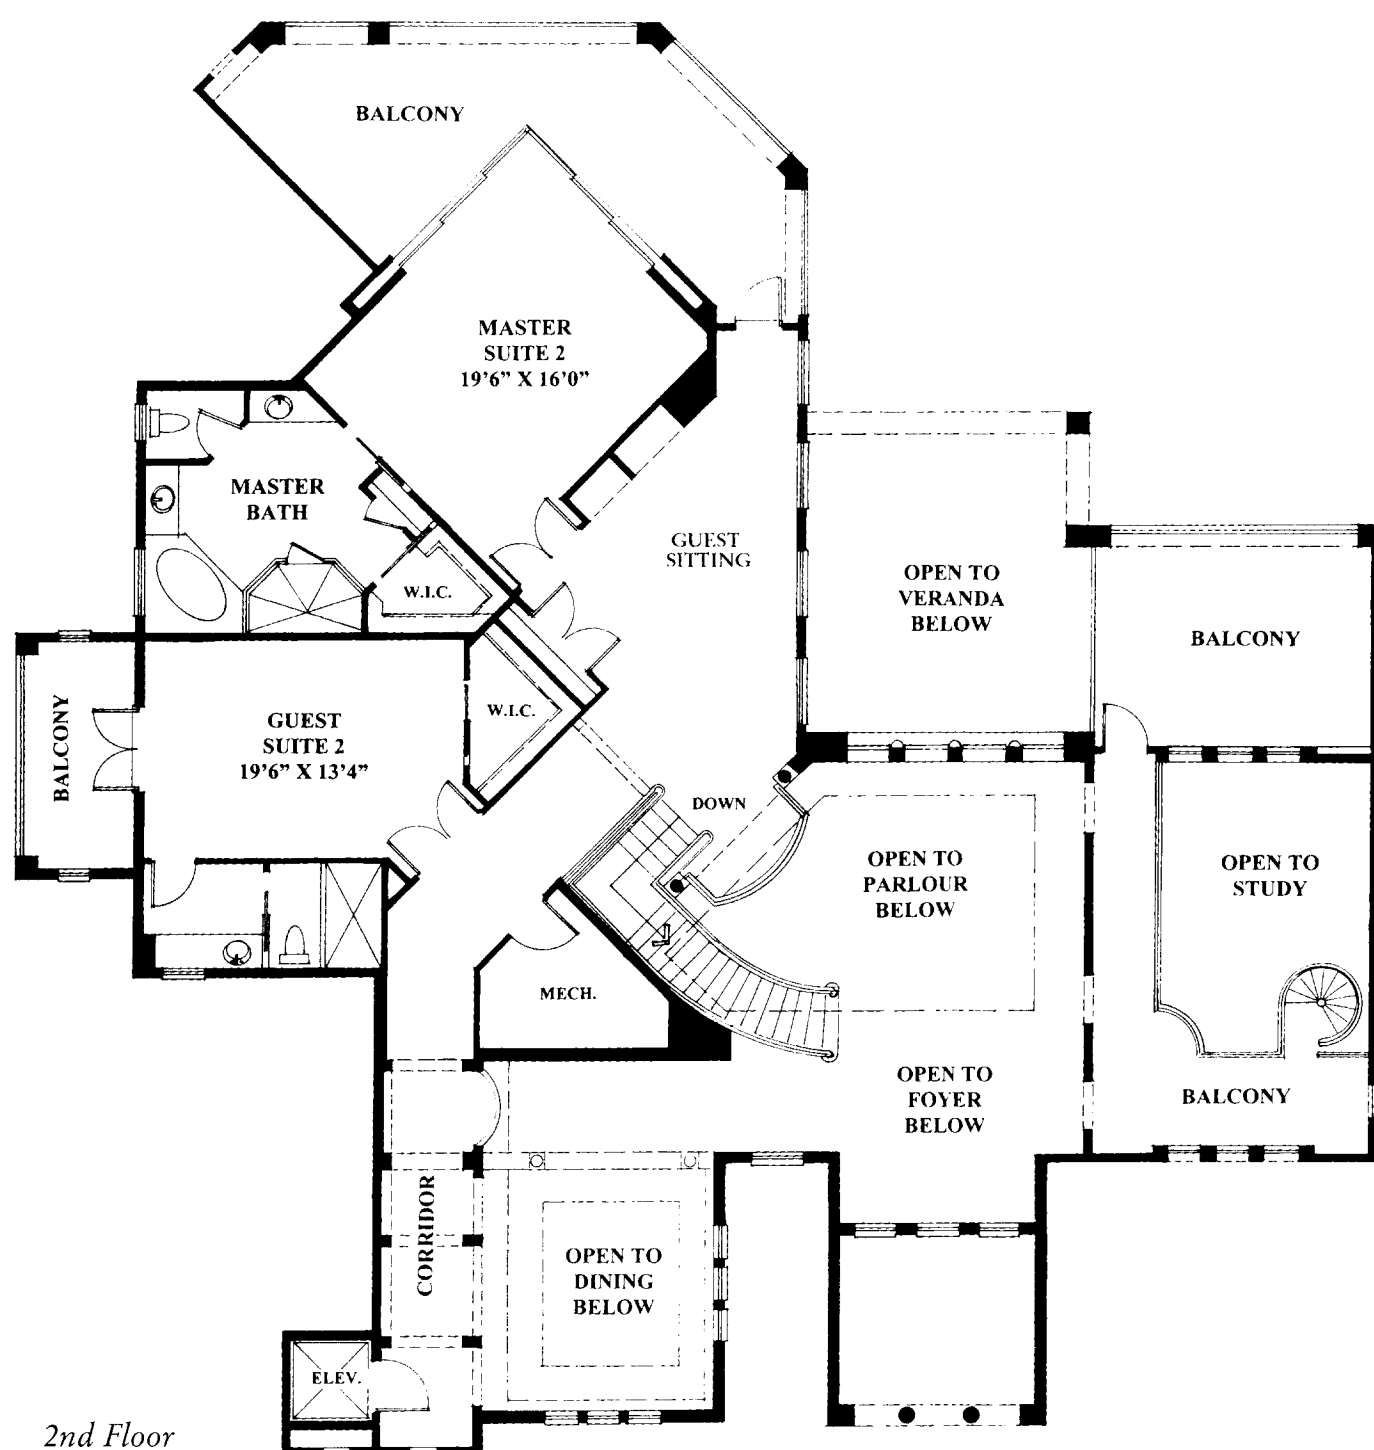 BALCONY
MASTER
SUITE 2
19’6” X 16’0”
MASTER
BATH
W.I.C.
GUEST
SITTING
OPEN TO
VERANDA
BELOW
BALCONY
BALCONY
GUEST
SUITE 2
19’6” X 13’4”
W.I.C.
DOWN
OPEN TO
PARLOUR
BELOW
OPEN TO
STUDY
MECH.
OPEN TO
FOYER
BELOW
BALCONY
CORRIDOR
OPEN TO
DINING
BELOW
ELEV.
2nd Floor